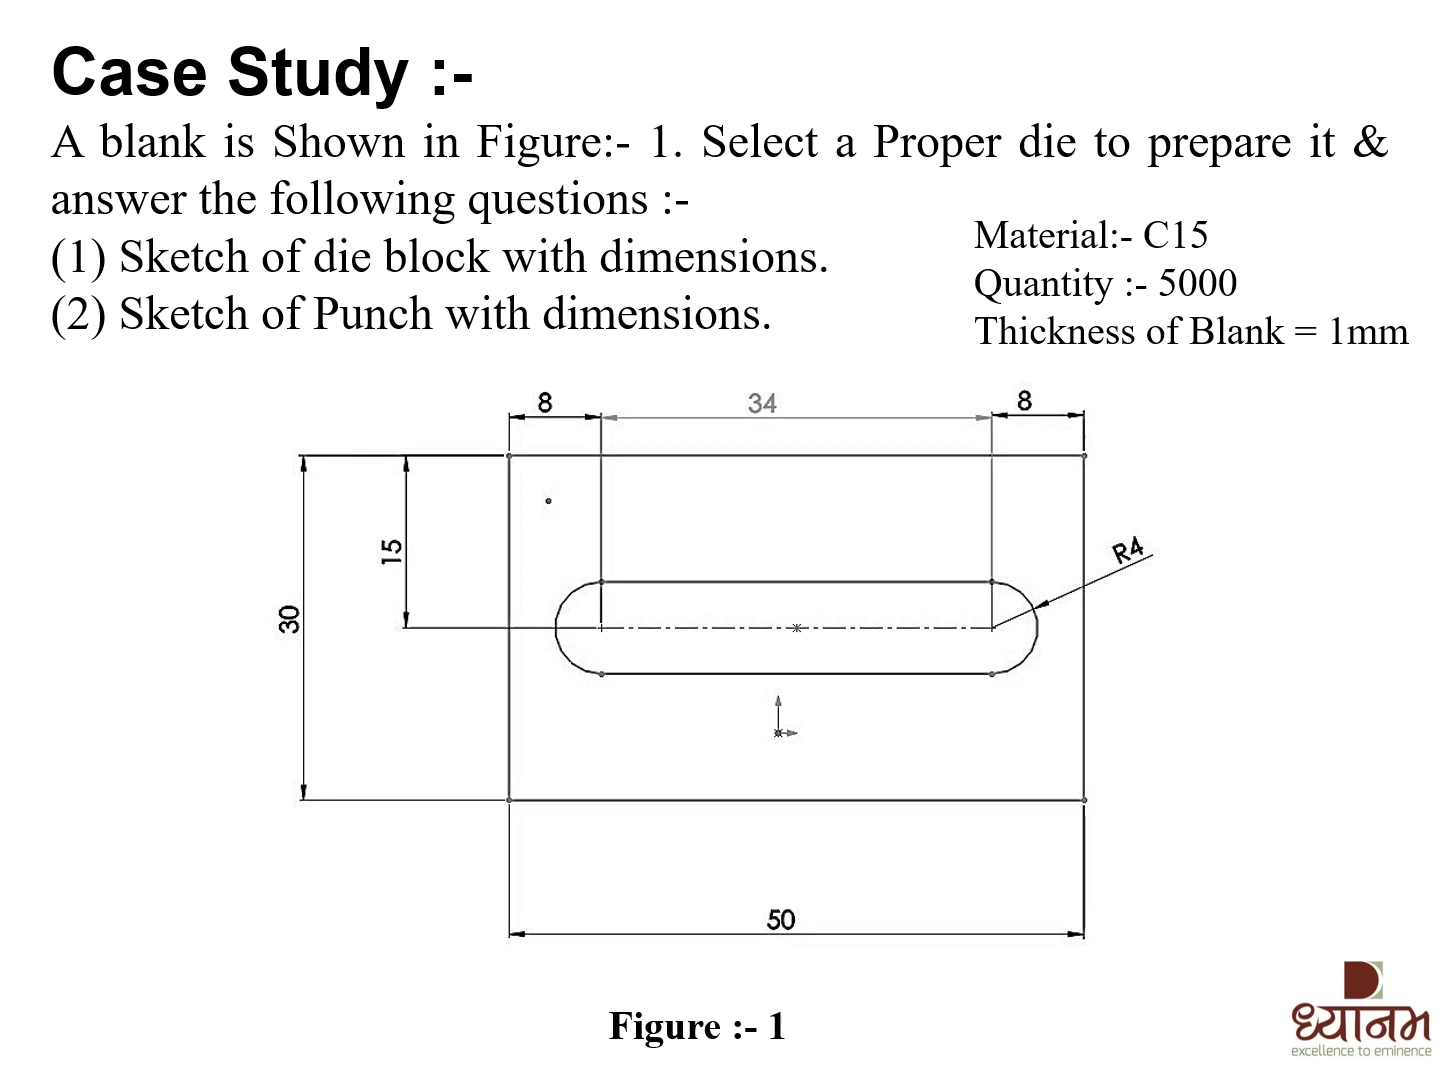 Case Study :-
A blank is Shown in Figure:- 1. Select a Proper die to prepare it &
answer the following questions :-
(1) Sketch of die block with dimensions.
(2) Sketch of Punch with dimensions.
Material:- C15
Quantity :- 5000
Thickness of Blank = 1mm
8
34
8
15
R4
30
50
Figure :- 1
ध्यानम
excellence to eminence